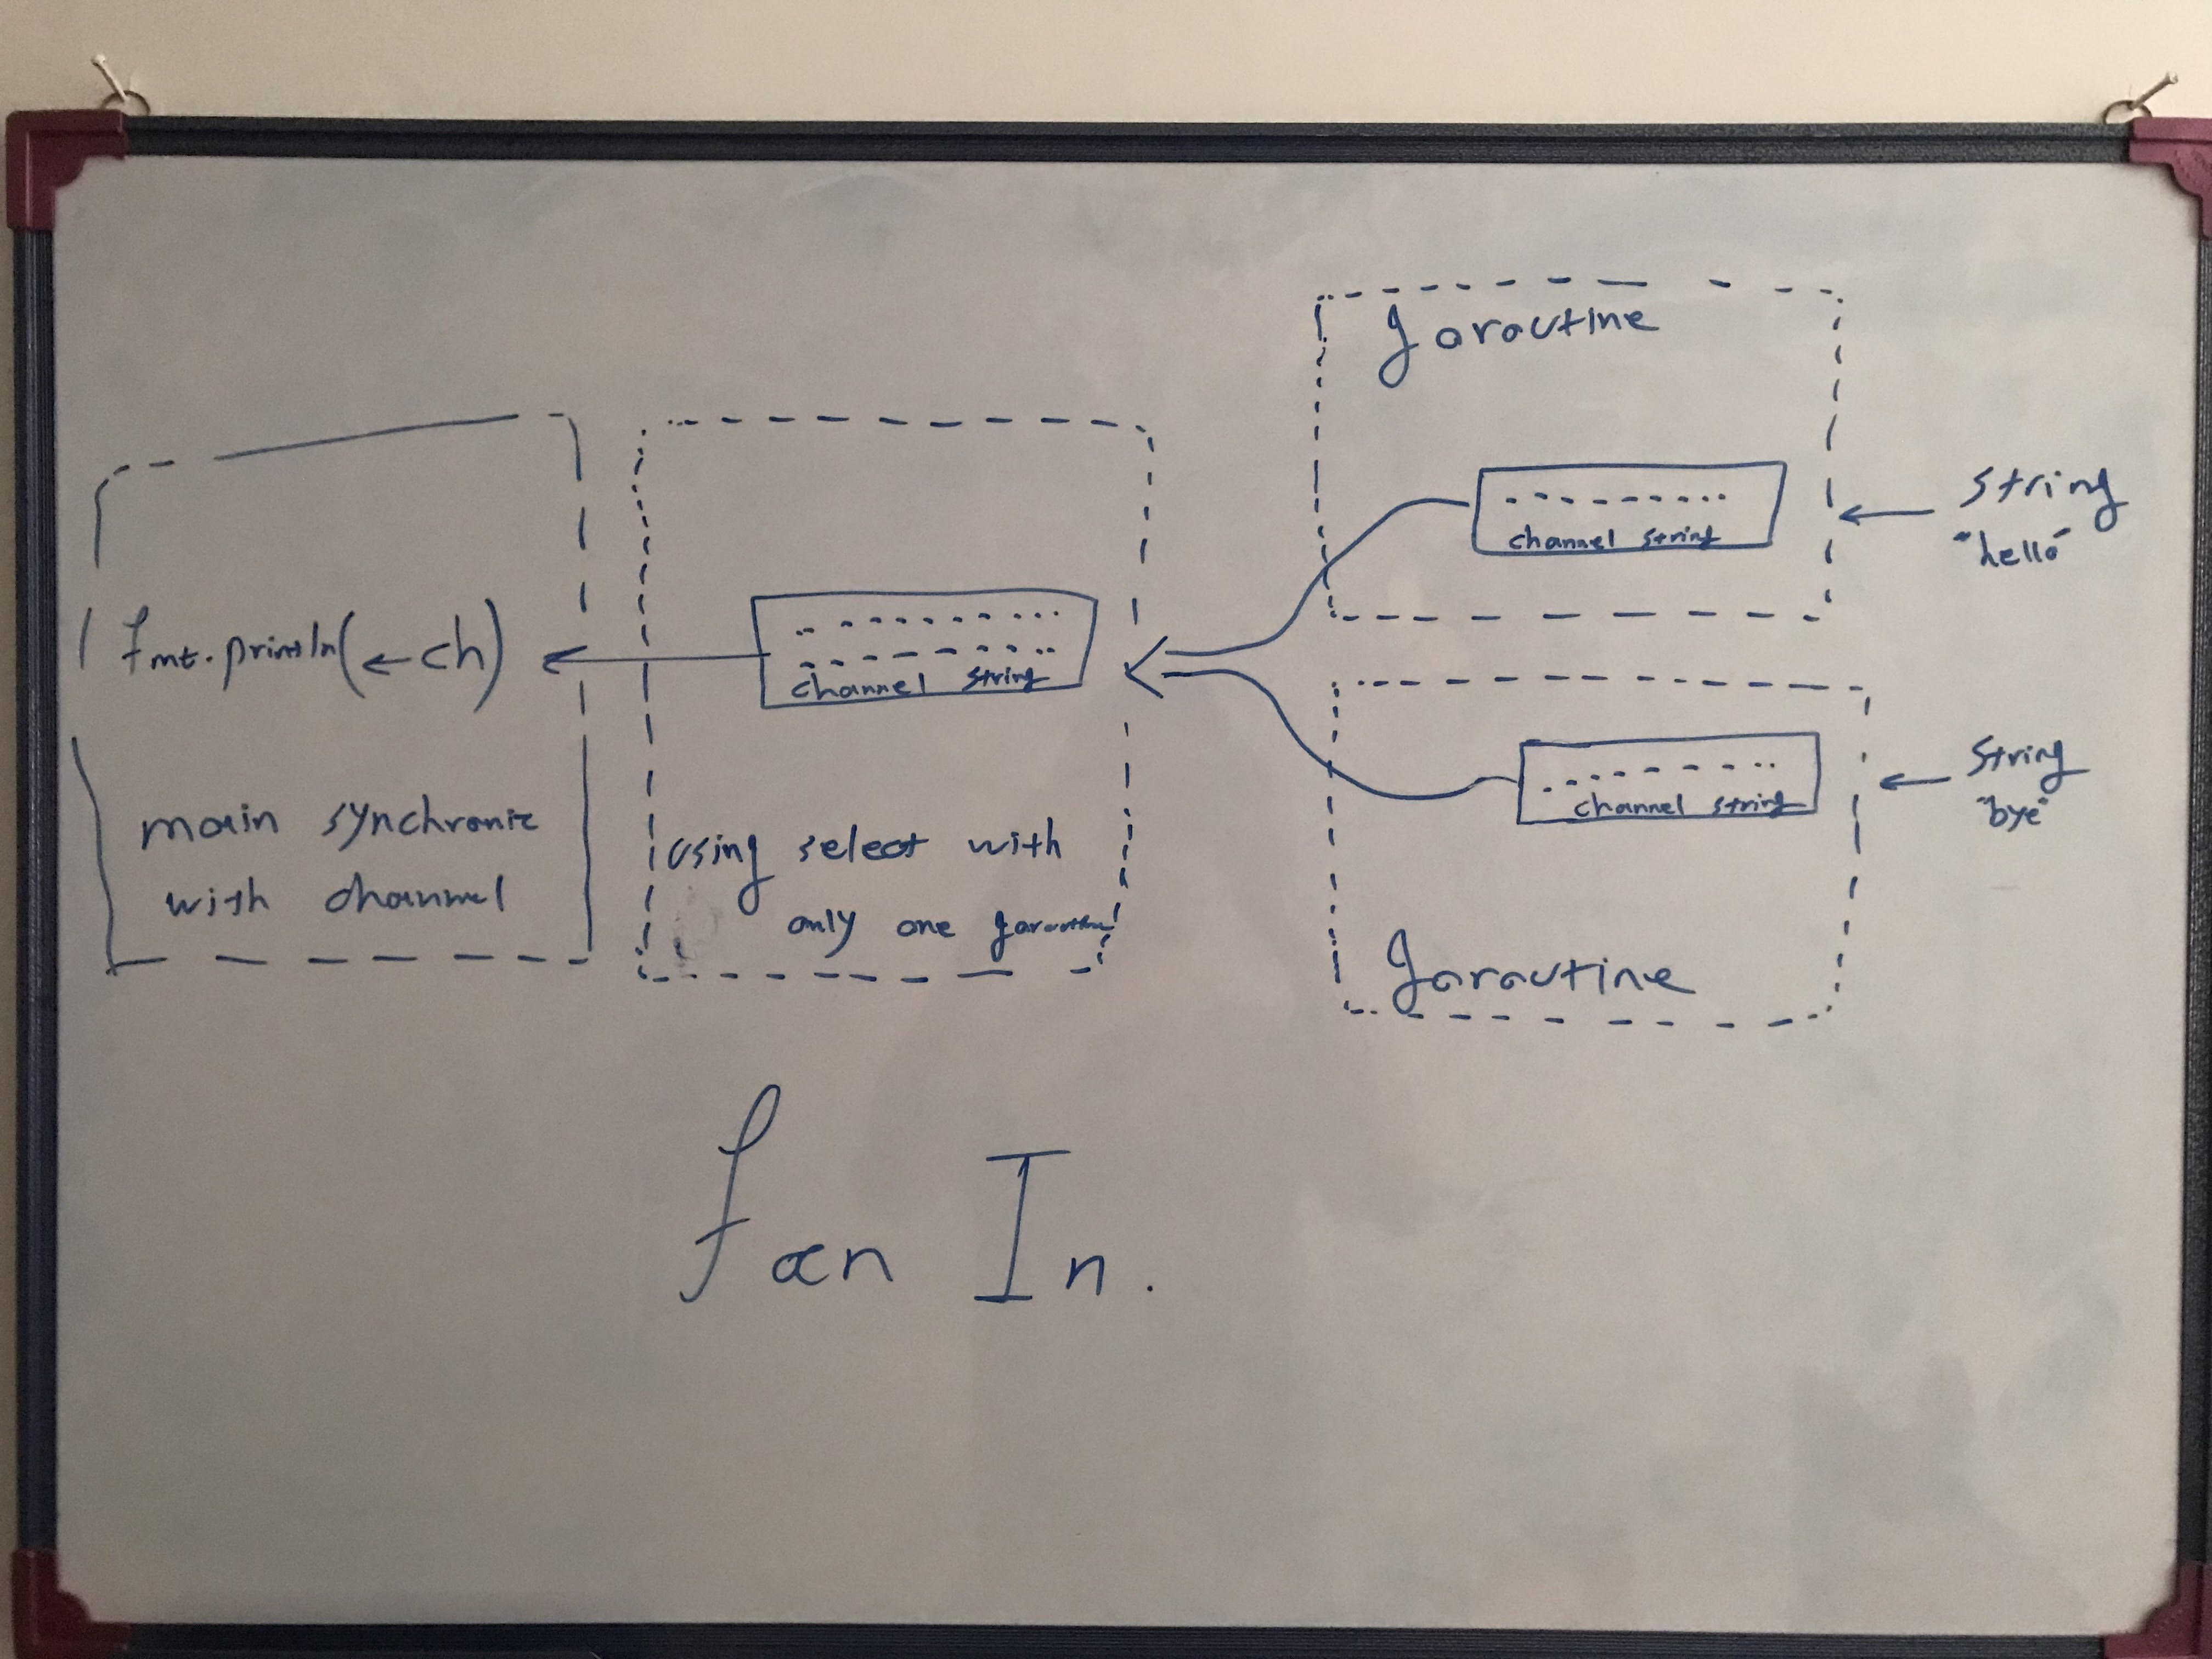 goroutine
channel string
string
"hello"
fmt.println(← ch)
main synchronic
with channel
channel string
using select with
only one goroutine
channel string
string
"bye"
goroutine
fan In.